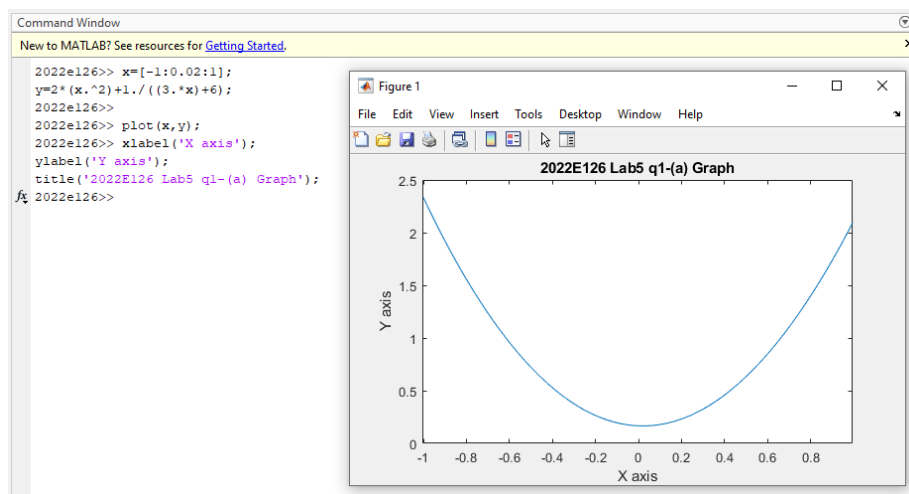 Command Window
New to MATLAB? See resources for Getting Started.
2022e126>> x=[-1:0.02:1];
y=2*(x.^2)+1./((3.*x)+6);
2022e126>>
2022e126>> plot(x,y);
2022e126>> xlabel('X axis');
ylabel('Y axis');
title('2022E126 Lab5 q1-(a) Graph');
fx 2022e126>>
Figure 1
File Edit View Insert Tools Desktop Window Help
2022E126 Lab5 q1-(a) Graph
2.5
2
1.5
1
0.5
0
Y axis
-1 -0.8 -0.6 -0.4 -0.2 0 0.2 0.4 0.6 0.8
X axis